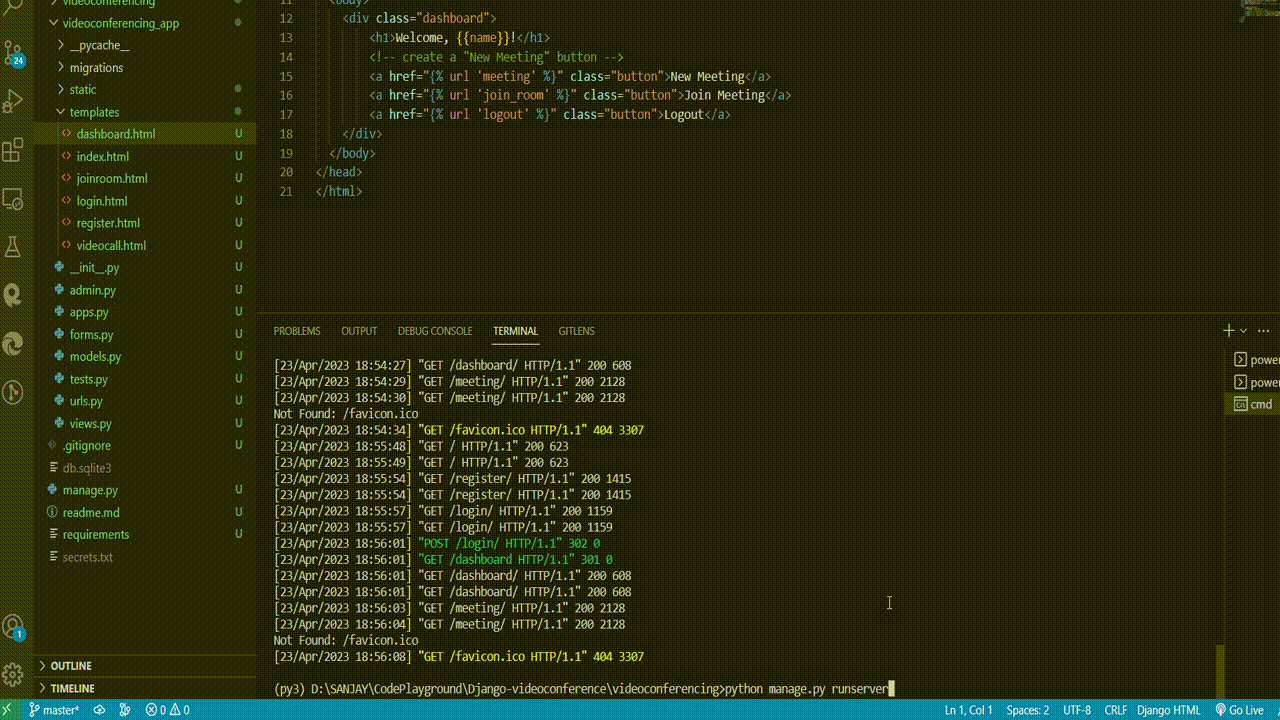 videoconferencing
videoconferencing_app
__pycache__
migrations
static
templates
dashboard.html U
index.html U
joinroom.html U
login.html U
register.html U
videocall.html U
__init__.py U
admin.py U
apps.py U
forms.py U
models.py U
tests.py U
urls.py U
views.py U
.gitignore U
db.sqlite3
manage.py U
readme.md U
requirements U
secrets.txt
OUTLINE
TIMELINE
24
1
11 <body>
12 <div class="dashboard">
13 <h1>Welcome, {{name}}!</h1>
14 <!-- create a "New Meeting" button -->
15 <a href="{% url 'meeting' %}" class="button">New Meeting</a>
16 <a href="{% url 'join_room' %}" class="button">Join Meeting</a>
17 <a href="{% url 'logout' %}" class="button">Logout</a>
18 </div>
19 </body>
20 </head>
21 </html>
PROBLEMS OUTPUT DEBUG CONSOLE TERMINAL GITLENS
[23/Apr/2023 18:54:27] "GET /dashboard/ HTTP/1.1" 200 608
[23/Apr/2023 18:54:29] "GET /meeting/ HTTP/1.1" 200 2128
[23/Apr/2023 18:54:30] "GET /meeting/ HTTP/1.1" 200 2128
Not Found: /favicon.ico
[23/Apr/2023 18:54:34] "GET /favicon.ico HTTP/1.1" 404 3307
[23/Apr/2023 18:55:48] "GET / HTTP/1.1" 200 623
[23/Apr/2023 18:55:49] "GET / HTTP/1.1" 200 623
[23/Apr/2023 18:55:54] "GET /register/ HTTP/1.1" 200 1415
[23/Apr/2023 18:55:54] "GET /register/ HTTP/1.1" 200 1415
[23/Apr/2023 18:55:57] "GET /login/ HTTP/1.1" 200 1159
[23/Apr/2023 18:55:57] "GET /login/ HTTP/1.1" 200 1159
[23/Apr/2023 18:56:01] "POST /login/ HTTP/1.1" 302 0
[23/Apr/2023 18:56:01] "GET /dashboard HTTP/1.1" 301 0
[23/Apr/2023 18:56:01] "GET /dashboard/ HTTP/1.1" 200 608
[23/Apr/2023 18:56:01] "GET /dashboard/ HTTP/1.1" 200 608
[23/Apr/2023 18:56:03] "GET /meeting/ HTTP/1.1" 200 2128
[23/Apr/2023 18:56:04] "GET /meeting/ HTTP/1.1" 200 2128
Not Found: /favicon.ico
[23/Apr/2023 18:56:08] "GET /favicon.ico HTTP/1.1" 404 3307
(py3) D:\SANJAY\CodePlayground\Django-videoconference\videoconferencing>python manage.py runserver
power
power
cmd
master* 0 0 Ln 1, Col 1 Spaces: 2 UTF-8 CRLF Django HTML Go Live